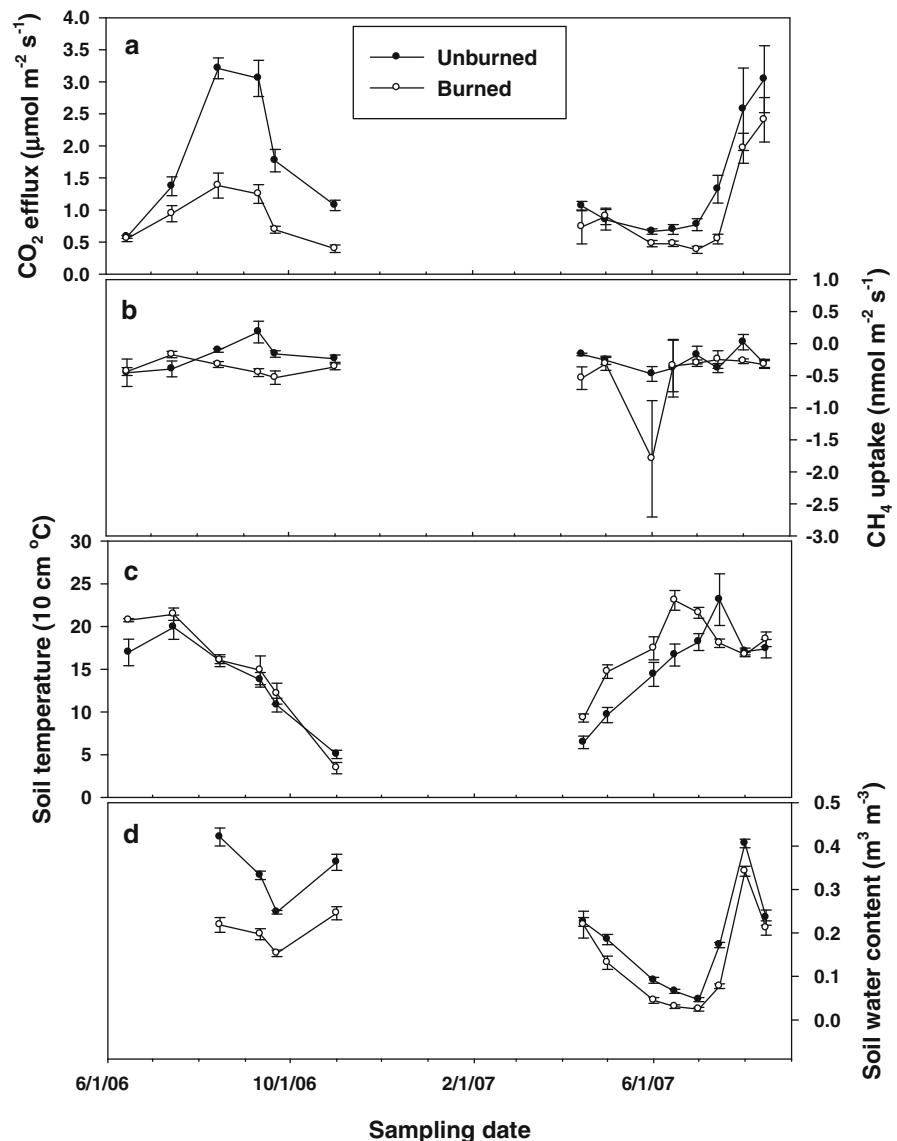 a
Unburned
Burned
4.0
3.5
3.0
2.5
2.0
1.5
1.0
0.5
0.0
CO2 efflux (μmol m-2 s-1)
b
1.0
0.5
0.0
-0.5
-1.0
-1.5
-2.0
-2.5
-3.0
CH4 uptake (nmol m-2 s-1)
c
30
25
20
15
10
5
0
Soil temperature (10 cm °C)
d
0.5
0.4
0.3
0.2
0.1
0.0
Soil water content (m3 m-3)
6/1/06 10/1/06 2/1/07 6/1/07
Sampling date